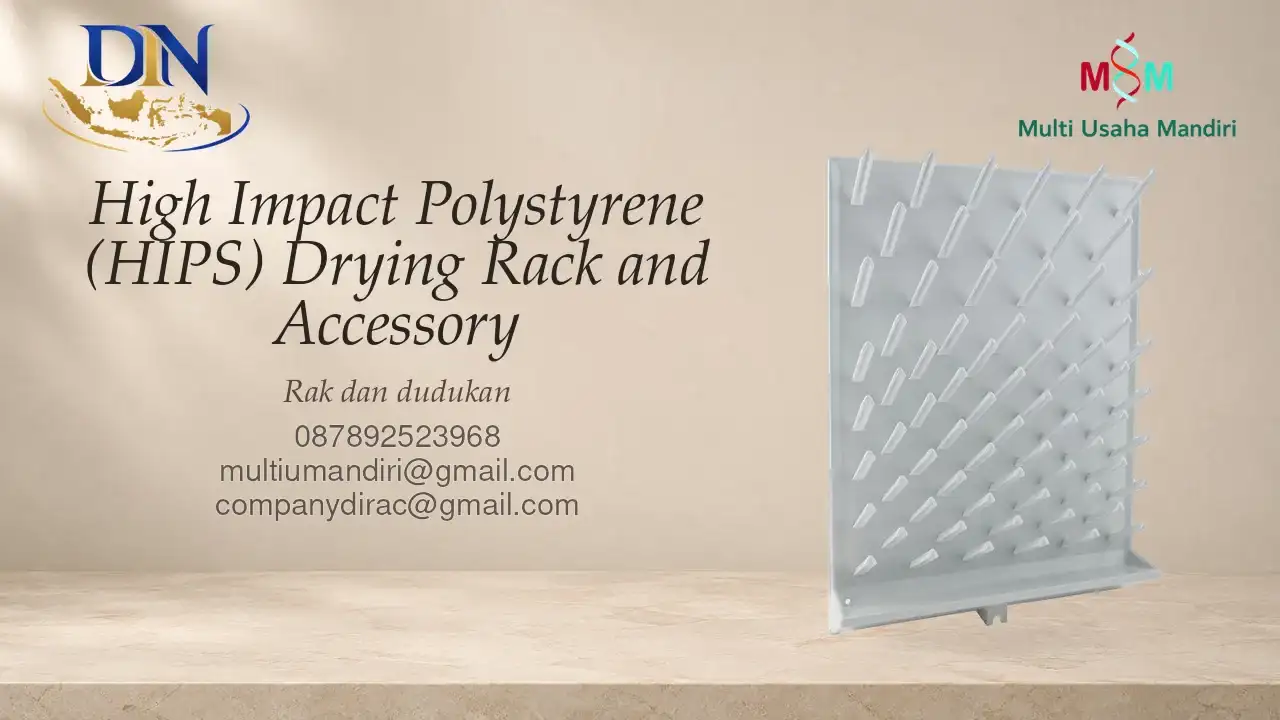 DN
MSM
Multi Usaha Mandiri
High Impact Polystyrene
(HIPS) Drying Rack and
Accessory
Rak dan dudukan
087892523968
multiumandiri@gmail.com
companydirac@gmail.com